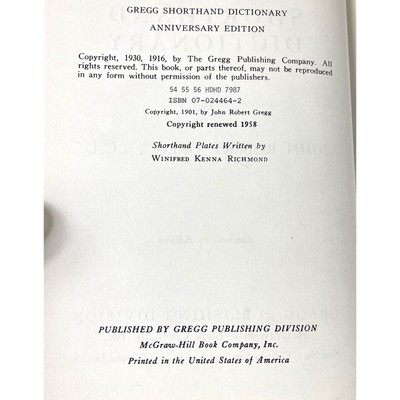 GREGG SHORTHAND DICTIONARY
ANNIVERSARY EDITION
Copyright, 1930, 1916, by The Gregg Publishing Company. All
rights reserved. This book, or parts thereof, may not be reproduced
in any form without permission of the publishers.
54 55 56 HDHD 7987
ISBN 07-024464-2
Copyright, 1901, by John Robert Gregg
Copyright renewed 1958
Shorthand Plates Written by
WINIFRED KENNA RICHMOND
PUBLISHED BY GREGG PUBLISHING DIVISION
McGraw-Hill Book Company, Inc.
Printed in the United States of America